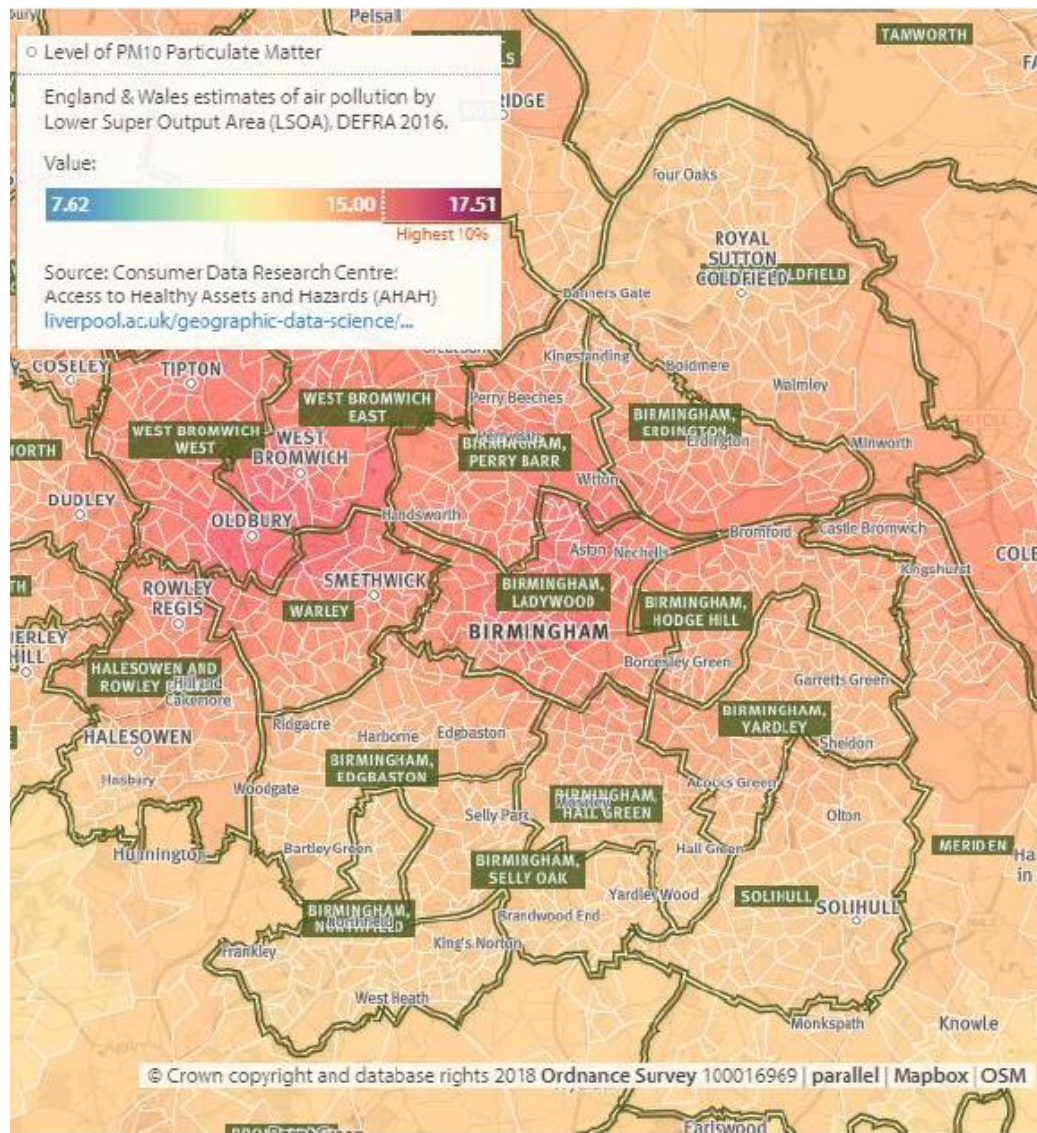 Pelsall
TAMWORTH
Level of PM10 Particulate Matter
England & Wales estimates of air pollution by
Lower Super Output Area (LSOA), DEFRA 2016.
Value:
7.62
15.00
17.51
Highest 10%
Source: Consumer Data Research Centre:
Access to Healthy Assets and Hazards (AHAH)
liverpool.ac.uk/geographic-data-science/...
Four Oaks
ROYAL
SUTTON
COLDFIELD
Banners Gate
Kingstanding
Boldmere
Walmley
COSELEY
TIPTON
Perry Beeches
WEST BROMWICH
EAST
WEST BROMWICH
WEST
WEST
BROMWICH
BIRMINGHAM,
PERRY BARR
BIRMINGHAM,
ERDINGTON
Erdington
Minworth
Witton
DUDLEY
OLDBURY
Handsworth
Bromford
Castle Bromwich
Aston
Nechells
Kingshurst
ROWLEY
REGIS
SMETHWICK
WARLEY
BIRMINGHAM,
LADYWOOD
BIRMINGHAM,
HODGE HILL
BIRMINGHAM
HALESOWEN AND
Cakemore
Bordesley Green
Garretts Green
HALESOWEN
Ridgacre
Harborne
Edgbaston
BIRMINGHAM,
YARDLEY
Sheldon
BIRMINGHAM,
EDGBASTON
Hasbury
Woodgate
Acocks Green
BIRMINGHAM,
HALL GREEN
Selly Park
Olton
Hunnington
Bartley Green
Hall Green
MERIDEN
BIRMINGHAM,
SELLY OAK
Yardley Wood
SOLIHULL
SOLIHULL
BIRMINGHAM,
NORTHFIELD
Brandwood End
Frankley
King's Norton
West Heath
Monkspath
Knowle
© Crown copyright and database rights 2018 Ordnance Survey 100016969 | parallel | Mapbox | OSM
Earlswood